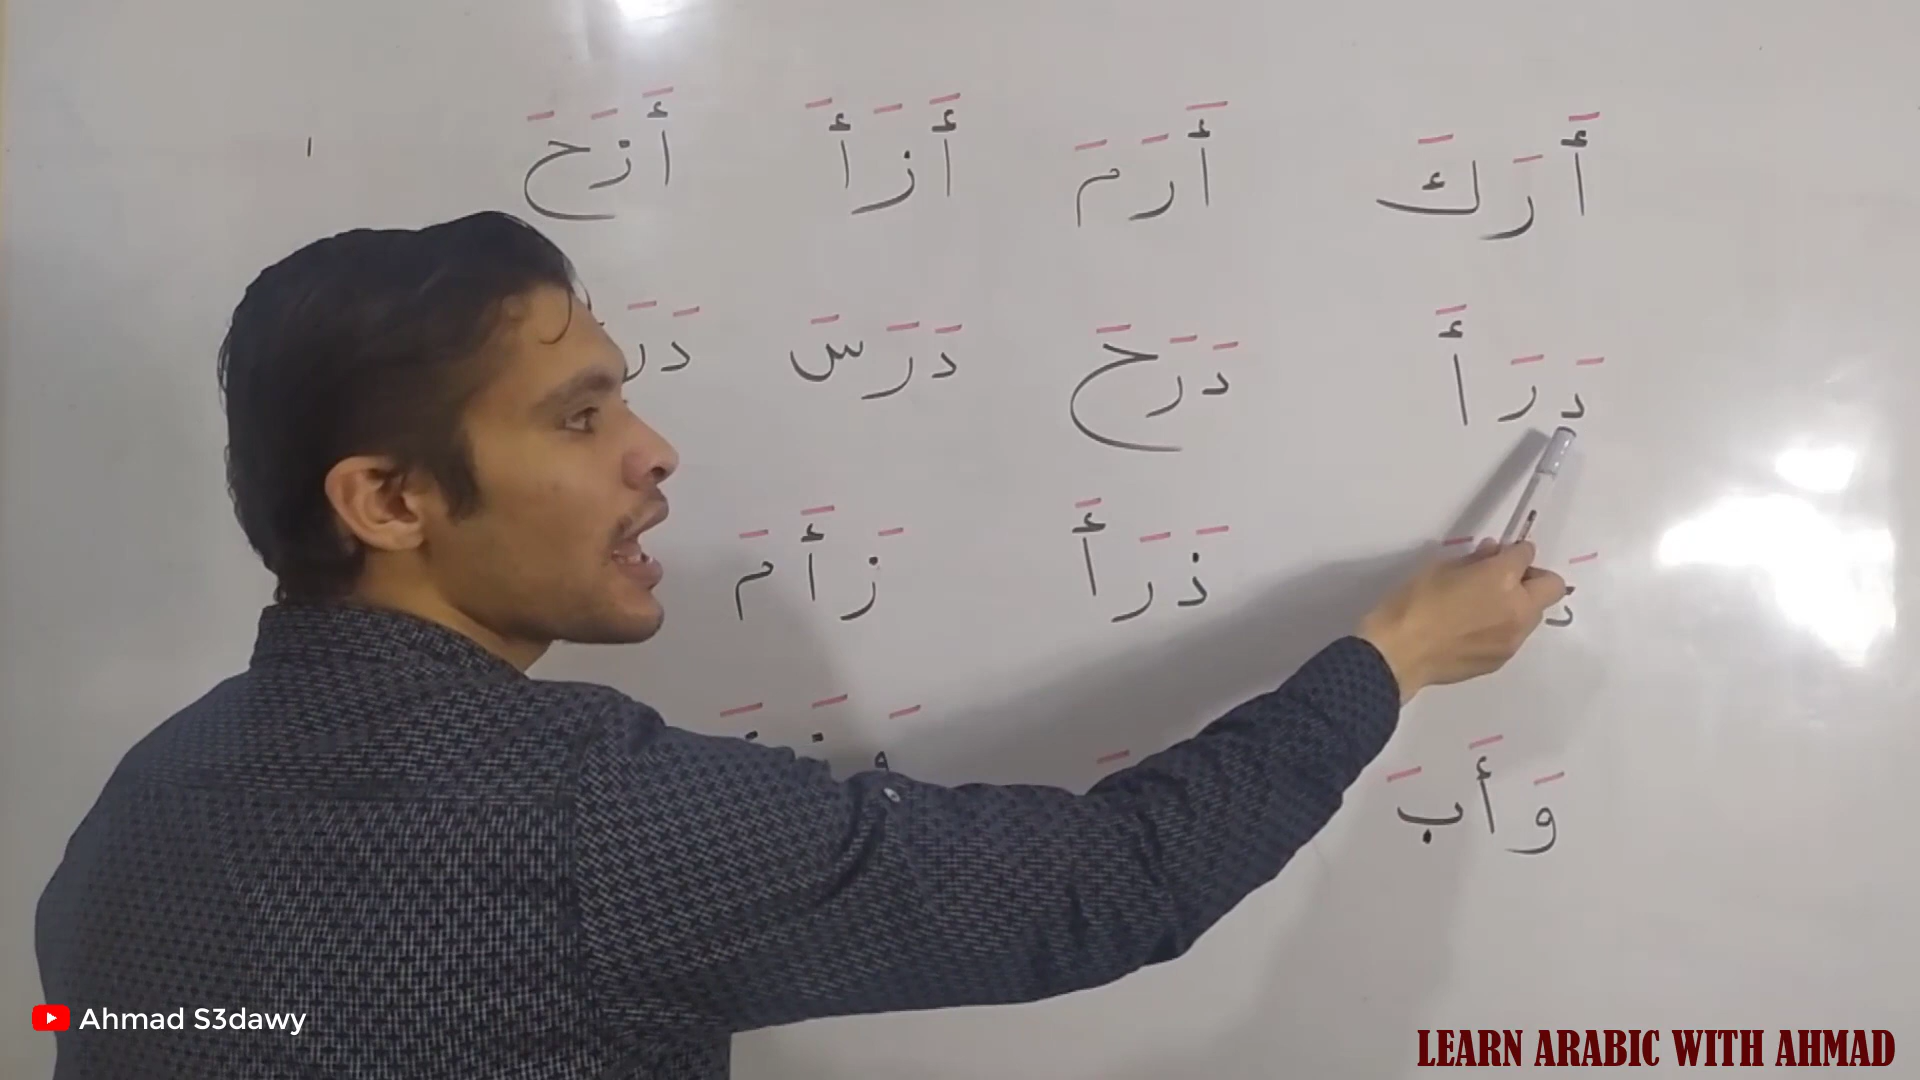 أَرَكَ أَرَمَ أَزَأَ أَزَحَ
دَرَأَ دَرَحَ دَرَسَ
ذَرَأَ زَأَمَ
وَأَبَ
Ahmad S3dawy
LEARN ARABIC WITH AHMAD